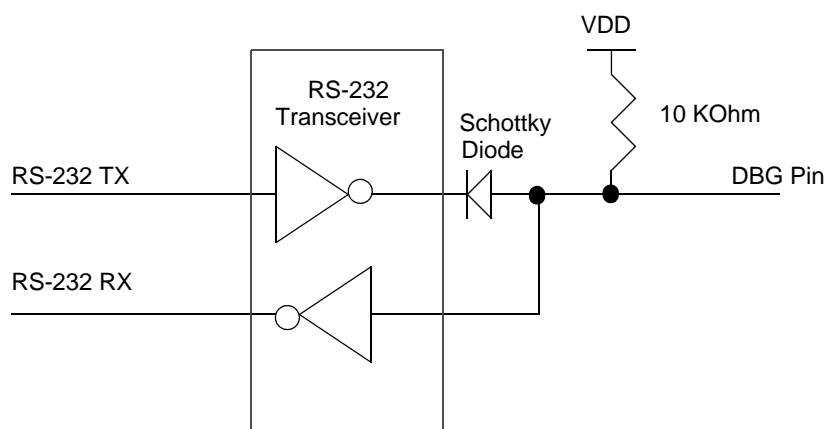 VDD
RS-232
Transceiver
Schottky
Diode
10 KOhm
RS-232 TX
DBG Pin
RS-232 RX